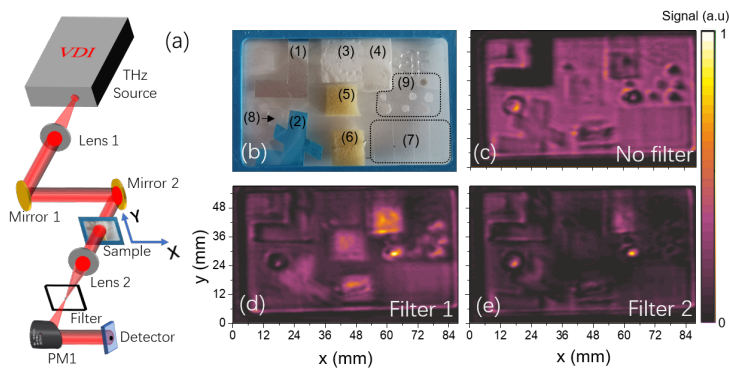 (a)
VDI
THz
Source
Lens 1
Mirror 2
Mirror 1
Y
X
Sample
Lens 2
Filter
PM1
Detector
(1)
(3)
(4)
(5)
(9)
(8)
(2)
(6)
(7)
(b)
Signal (a.u)
1
0
(c)
No filter
y (mm)
48
36
24
12
0
(d)
Filter 1
0 12 24 36 48 60 72 84
x (mm)
(e)
Filter 2
0 12 24 36 48 60 72 84
x (mm)